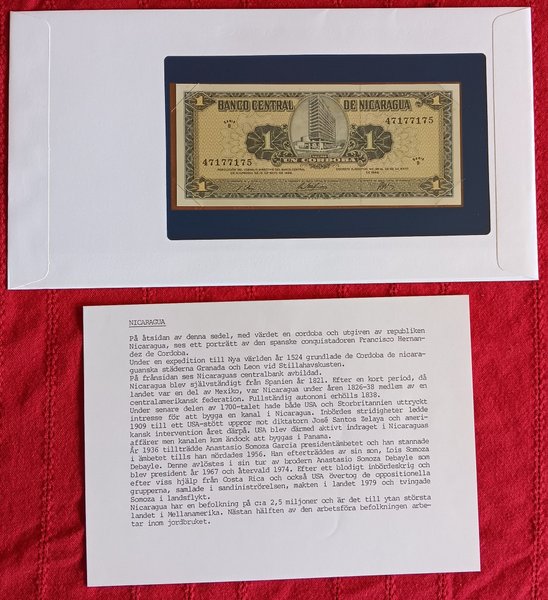 1
BANCO CENTRAL
DE NICARAGUA
1
47177175
1
1
47177175
UN CORDOBA
1
1
NICARAGUA
På åtsidan av denna sedel, med värdet en cordoba och utgiven av republiken
Nicaragua, ses ett porträtt av den spanske conquistadoren Francisco Hernan-
dez de Cordoba.
Under en expedition till Nya världen år 1524 grundlade de Cordoba de nicara-
guanska städerna Granada och Leon vid Stillahavskusten.
På frånsidan ses Nicaraguas centralbank avbildad.
Nicaragua blev självständigt från Spanien år 1821. Efter en kort period, då
landet var en del av Mexiko, var Nicaragua under åren 1826-38 medlem av en
centralamerikansk federation. Fullständig autonomi erhölls 1838.
Under senare delen av 1700-talet hade både USA och Storbritannien uttryckt
intresse för att bygga en kanal i Nicaragua. Inbördes stridigheter ledde
1909 till ett USA-stött uppror mot diktatorn José Santos Zelaya och ameri-
kansk intervention året därpå. USA blev därmed aktivt indraget i Nicaraguas
affärer men kanalen kom ändock att byggas i Panama.
År 1936 tillträdde Anastasio Somoza Garcia presidentämbetet och han stannade
i ämbetet tills han mördades 1956. Han efterträddes av sin son, Lois Somoza
Debayle. Denne avlöstes i sin tur av brodern Anastasio Somoza Debayle som
blev president år 1967 och återvald 1974. Efter ett blodigt inbördeskrig och
efter viss hjälp från Costa Rica och också USA övertog de oppositionella
grupperna, samlade i sandiniströrelsen, makten i landet 1979 och tvingade
Somoza i landsflykt.
Nicaragua har en befolkning på c:a 2,5 miljoner och är det till ytan största
landet i Mellanamerika. Nästan hälften av den arbetsföra befolkningen arbe-
tar inom jordbruket.